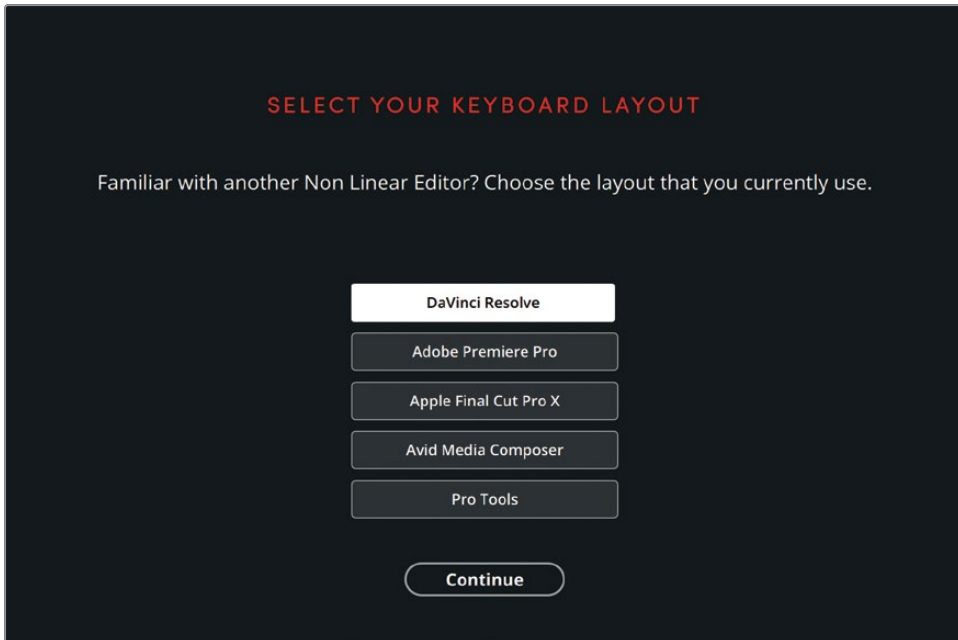 SELECT YOUR KEYBOARD LAYOUT
Familiar with another Non Linear Editor? Choose the layout that you currently use.
DaVinci Resolve
Adobe Premiere Pro
Apple Final Cut Pro X
Avid Media Composer
Pro Tools
Continue